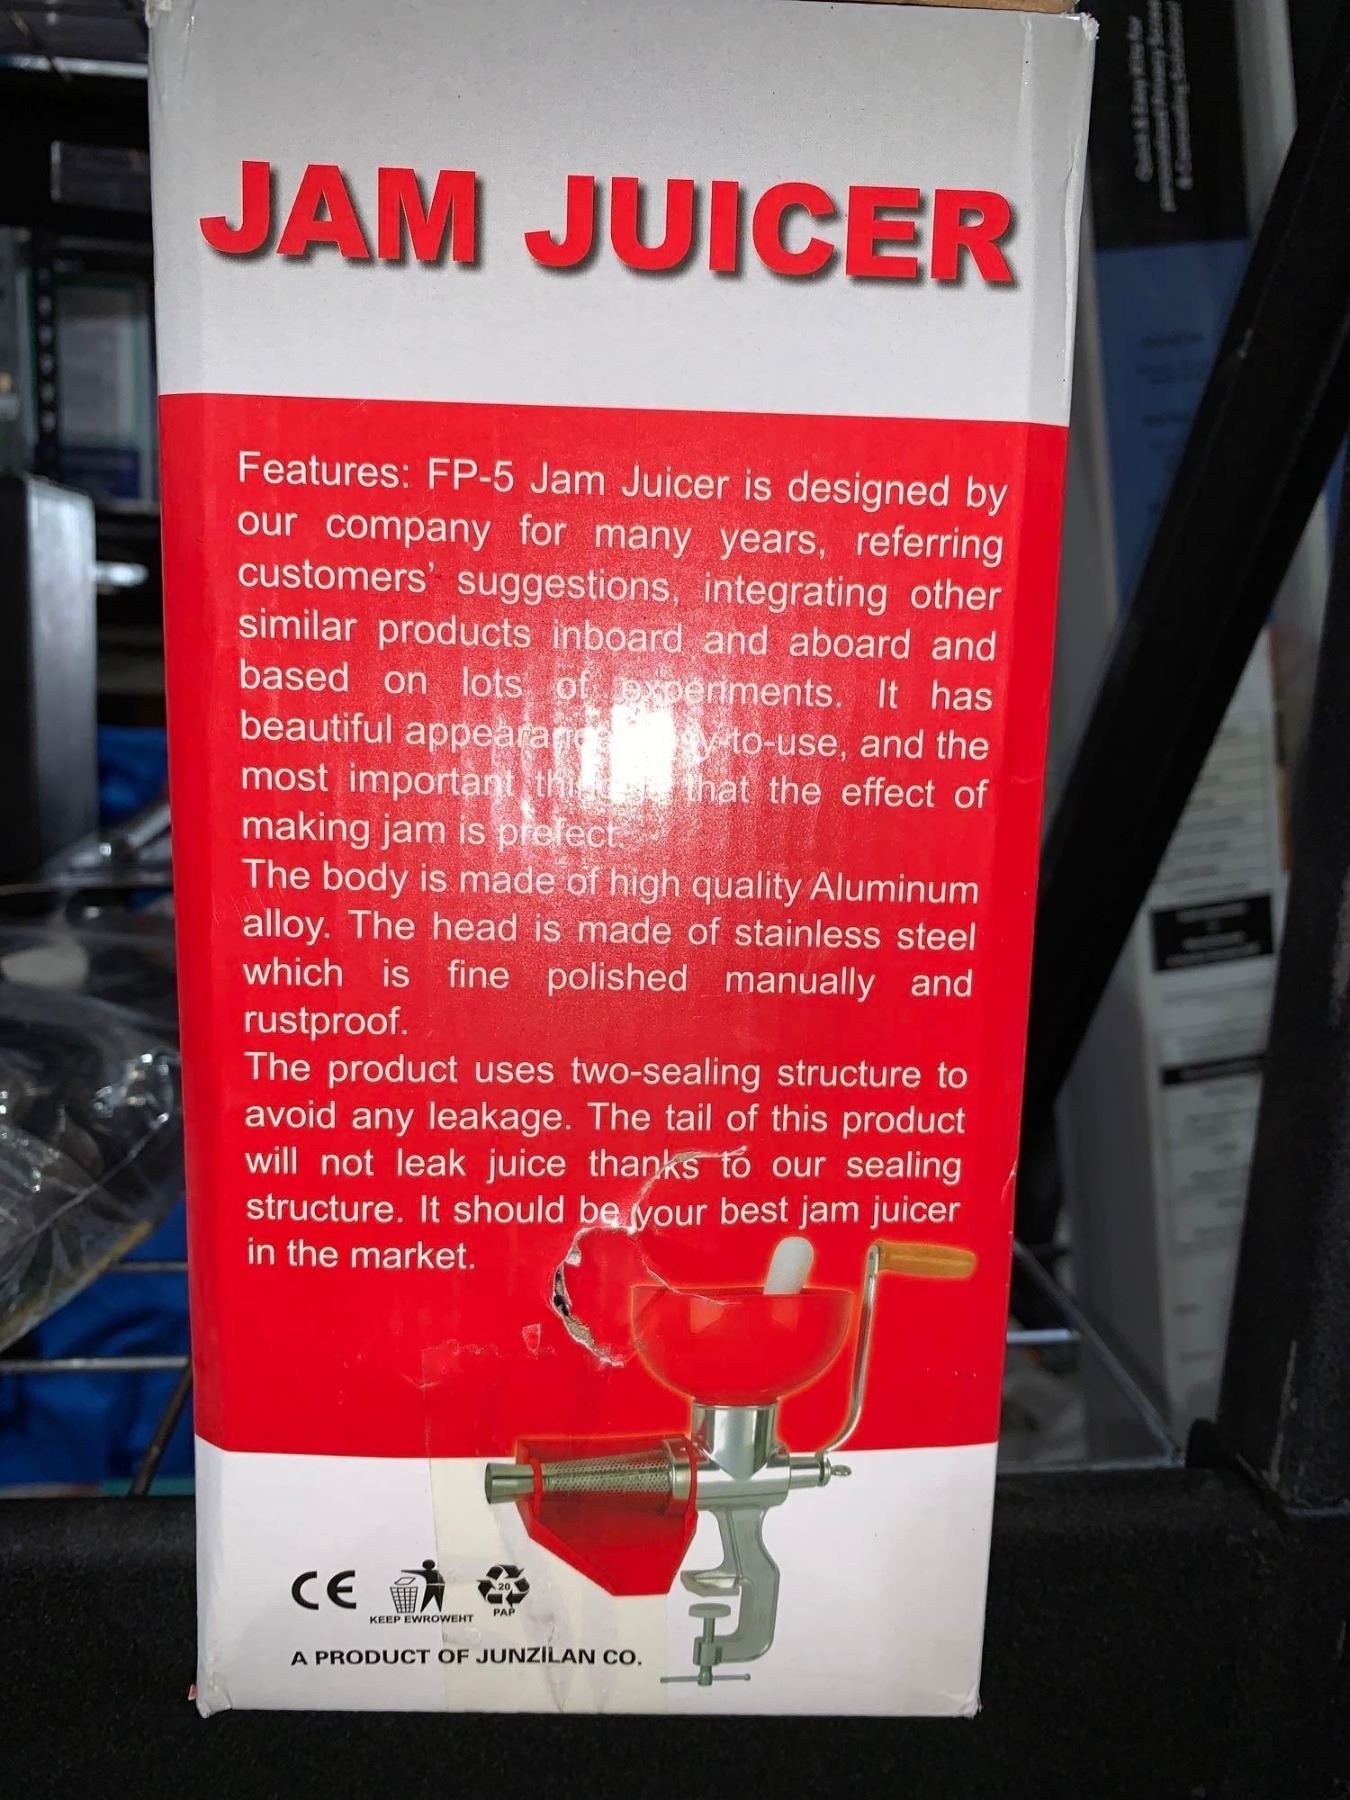 JAM JUICER
Features: FP-5 Jam Juicer is designed by
our company for many years, referring
customers' suggestions, integrating other
similar products inboard and aboard and
based on lots of experiments. It has
beautiful to-use, and the
most important that the effect of
making jam is prefect.
The body is made of high quality Aluminum
alloy. The head is made of stainless steel
which is fine polished manually and
rustproof.
The product uses two-sealing structure to
avoid any leakage. The tail of this product
will not leak juice thanks to our sealing
structure. It should be your best jam juicer
in the market.
CE
20
KEEP EWROWEHT PAP
A PRODUCT OF JUNZILAN CO.